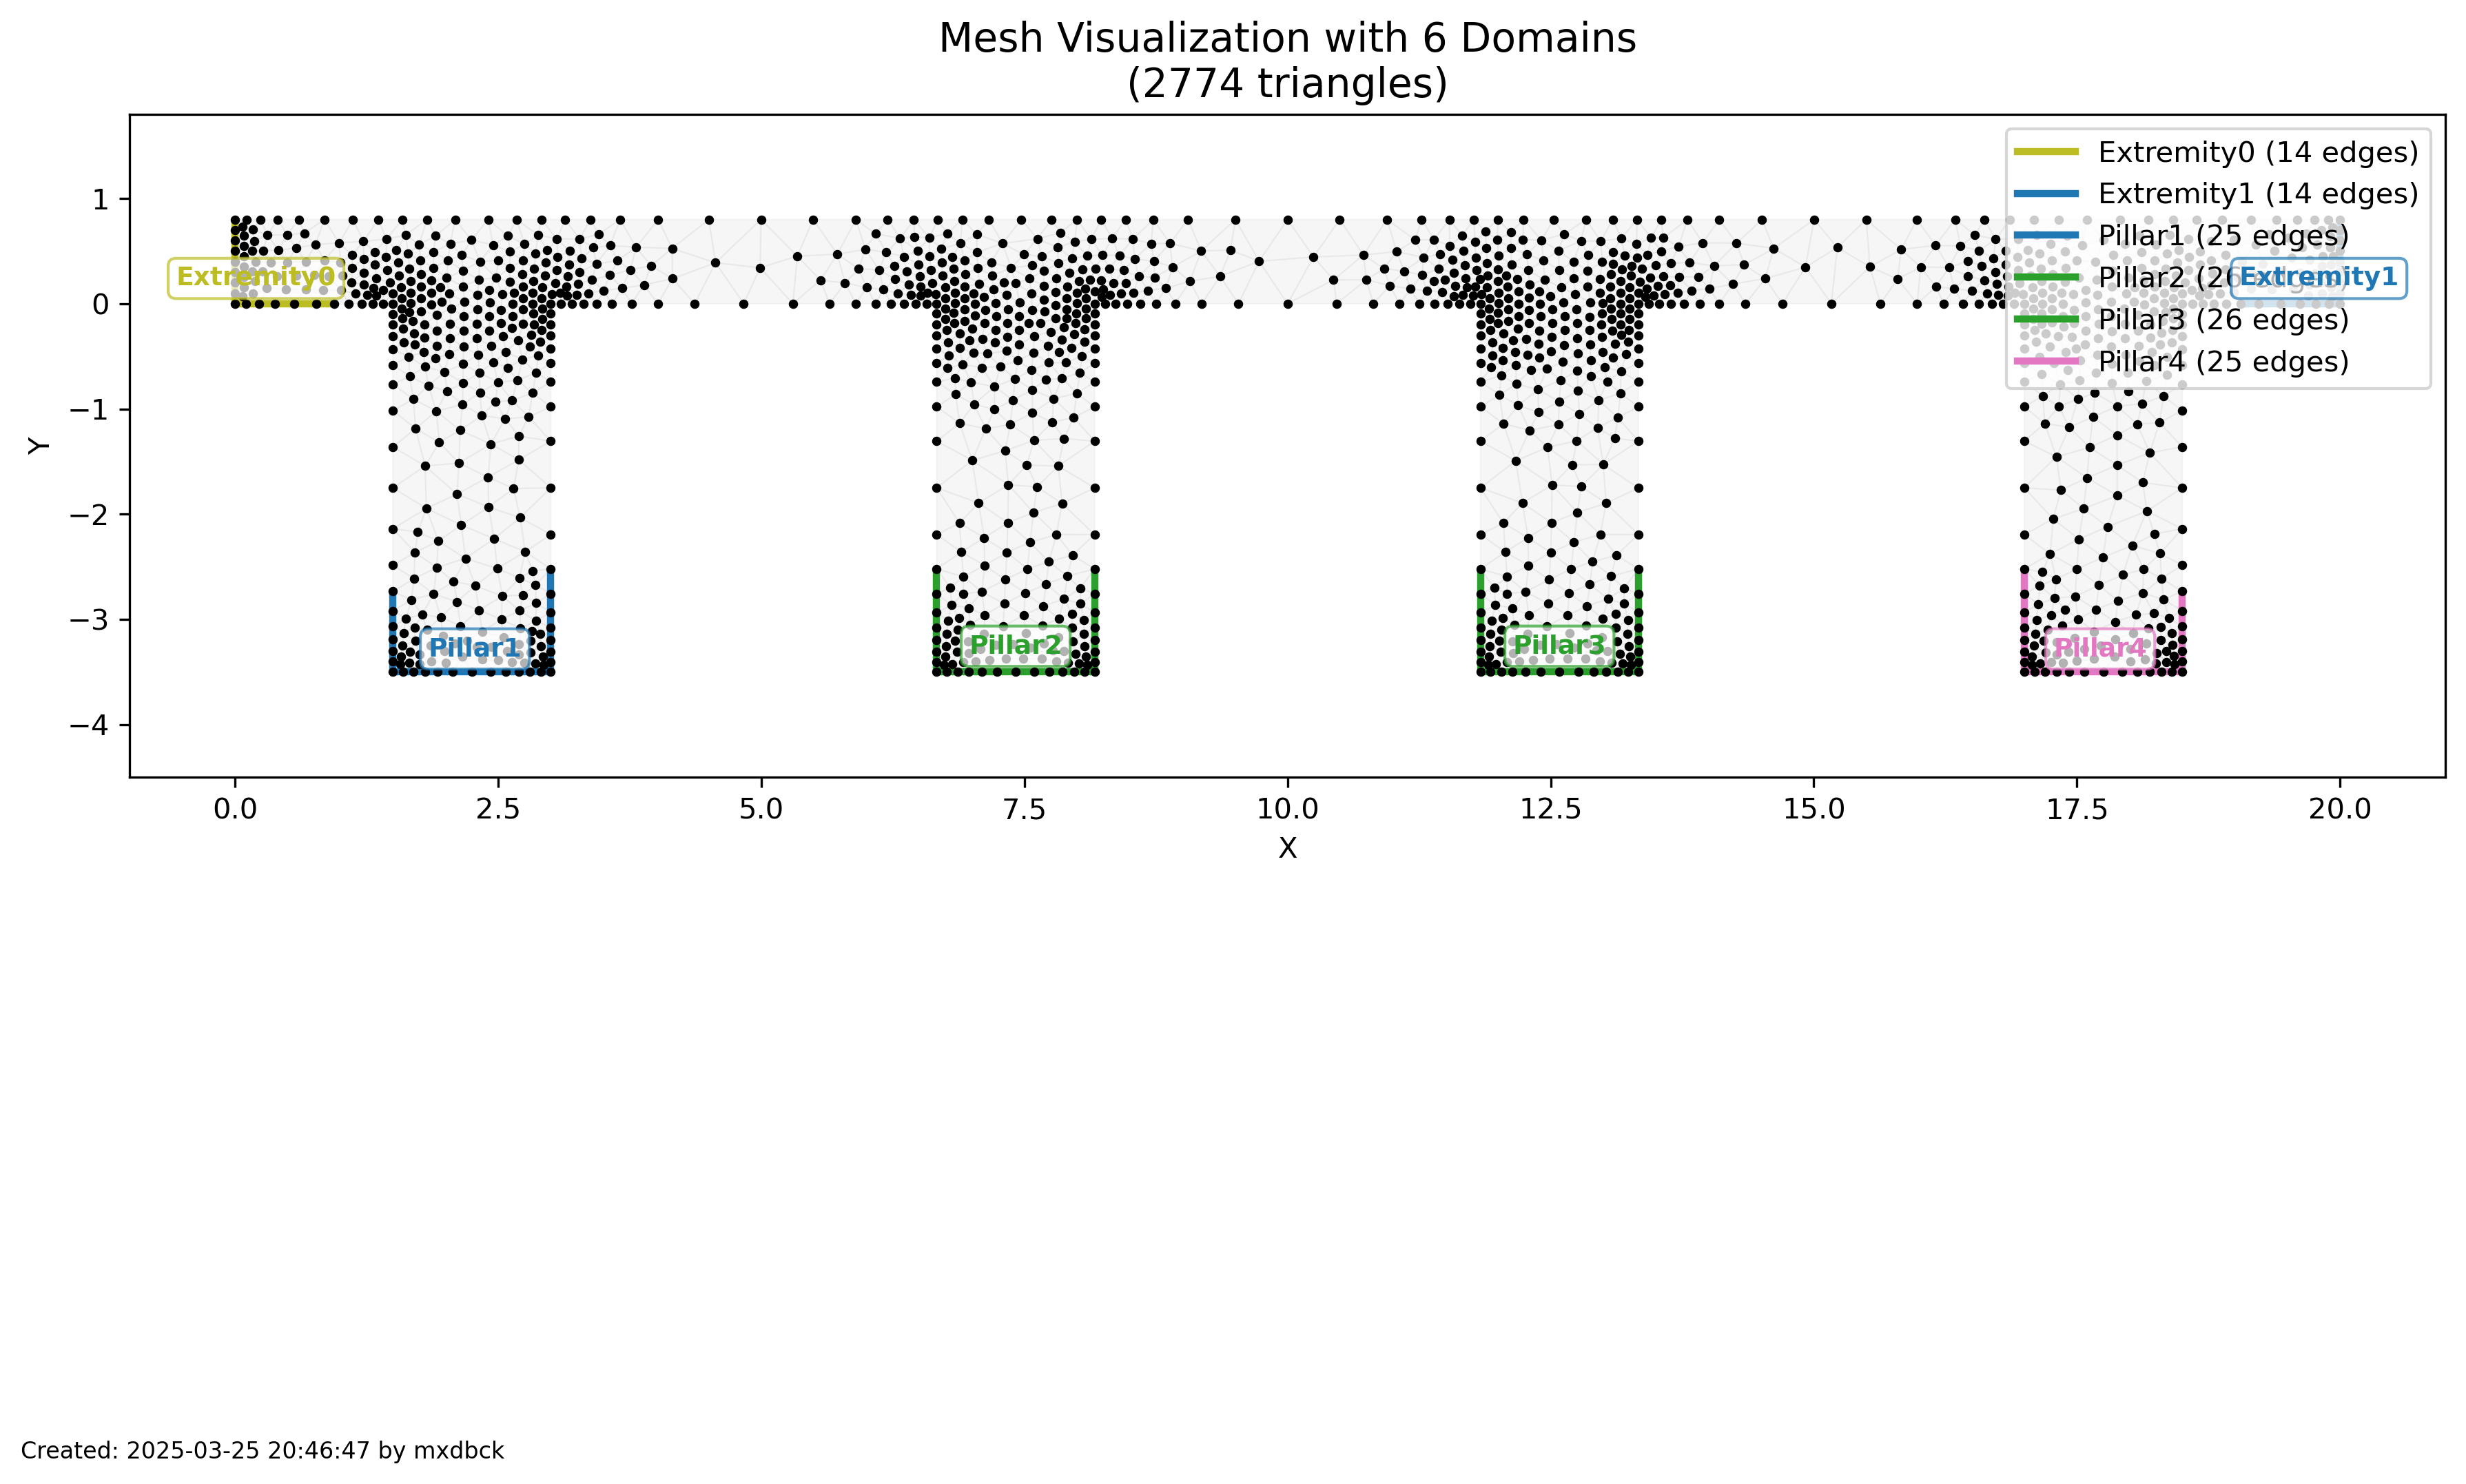 Mesh Visualization with 6 Domains
(2774 triangles)
Extremity0 (14 edges)
Extremity1 (14 edges)
Pillar1 (25 edges)
Pillar2 (26
Pillar3 (26 edges)
Pillar4 (25 edges)
Extremity0
Extremity1
Pillar1
Pillar2
Pillar3
Pillar4
1
0
−1
−2
−3
−4
Y
0.0 2.5 5.0 7.5 10.0 12.5 15.0 17.5 20.0
X
Created: 2025-03-25 20:46:47 by mxdbck